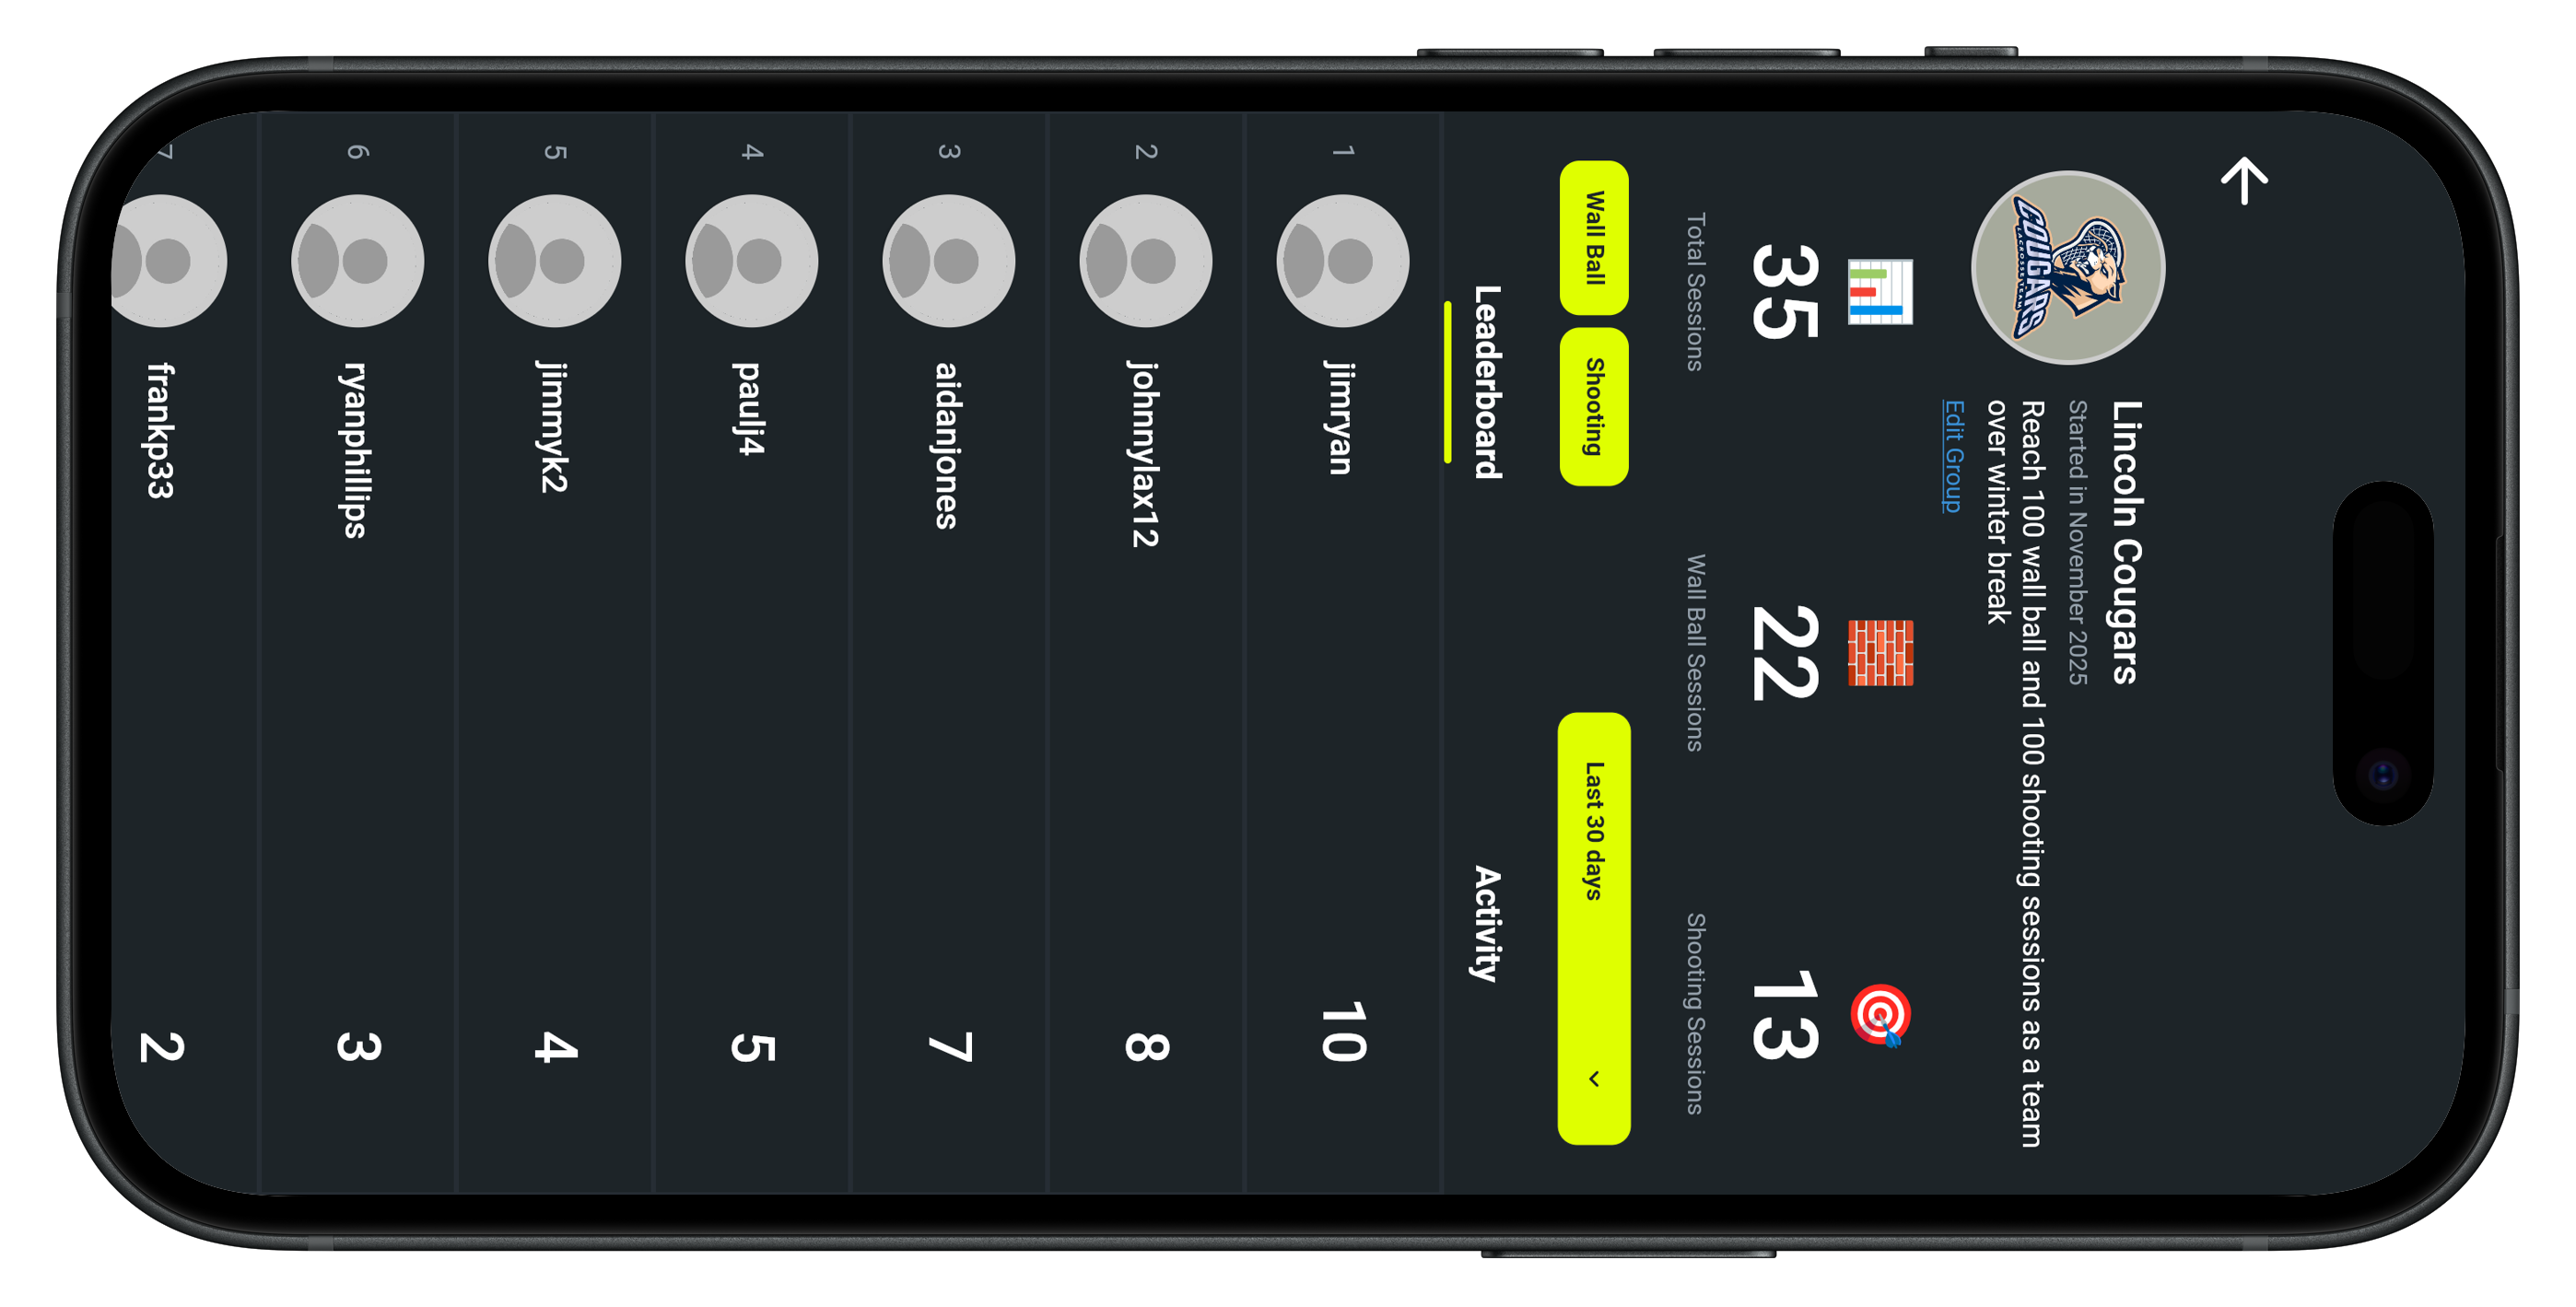 COUGARS
LACROSSE TEAM
Lincoln Cougars
Started in November 2025
Reach 100 wall ball and 100 shooting sessions as a team
over winter break
Edit Group
35
Total Sessions
22
Wall Ball Sessions
13
Shooting Sessions
Wall Ball
Shooting
Last 30 days
Leaderboard
Activity
1 jimryan 10
2 johnnylax12 8
3 aidanjones 7
4 paulj4 5
5 jimmyk2 4
6 ryanphillips 3
7 frankp33 2